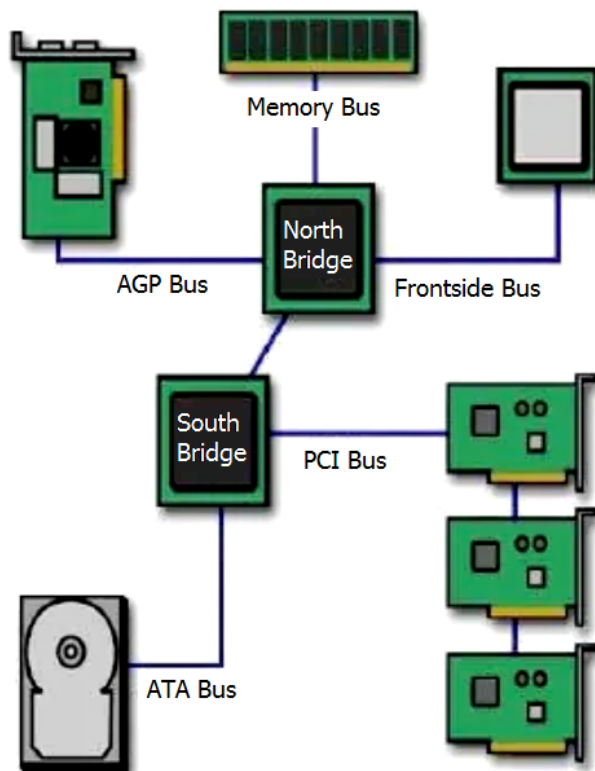 Memory Bus
North
Bridge
AGP Bus
Frontside Bus
South
Bridge
PCI Bus
ATA Bus